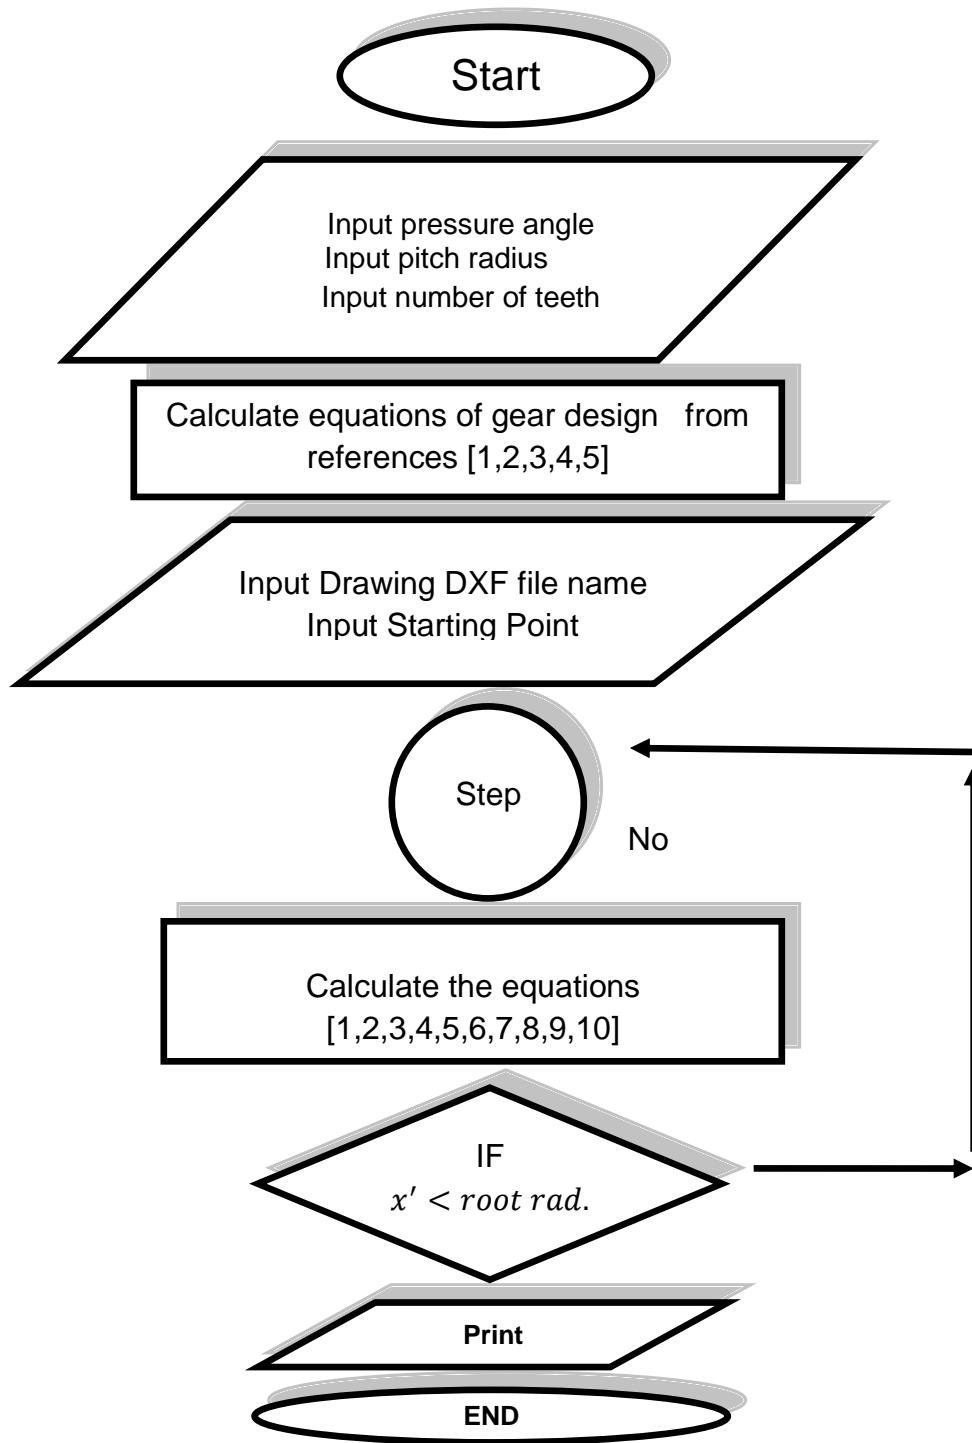 Start
Input pressure angle
Input pitch radius
Input number of teeth
Calculate equations of gear design from
references [1,2,3,4,5]
Input Drawing DXF file name
Input Starting Point
Step
No
Calculate the equations
[1,2,3,4,5,6,7,8,9,10]
IF
x′ < root rad.
Print
END